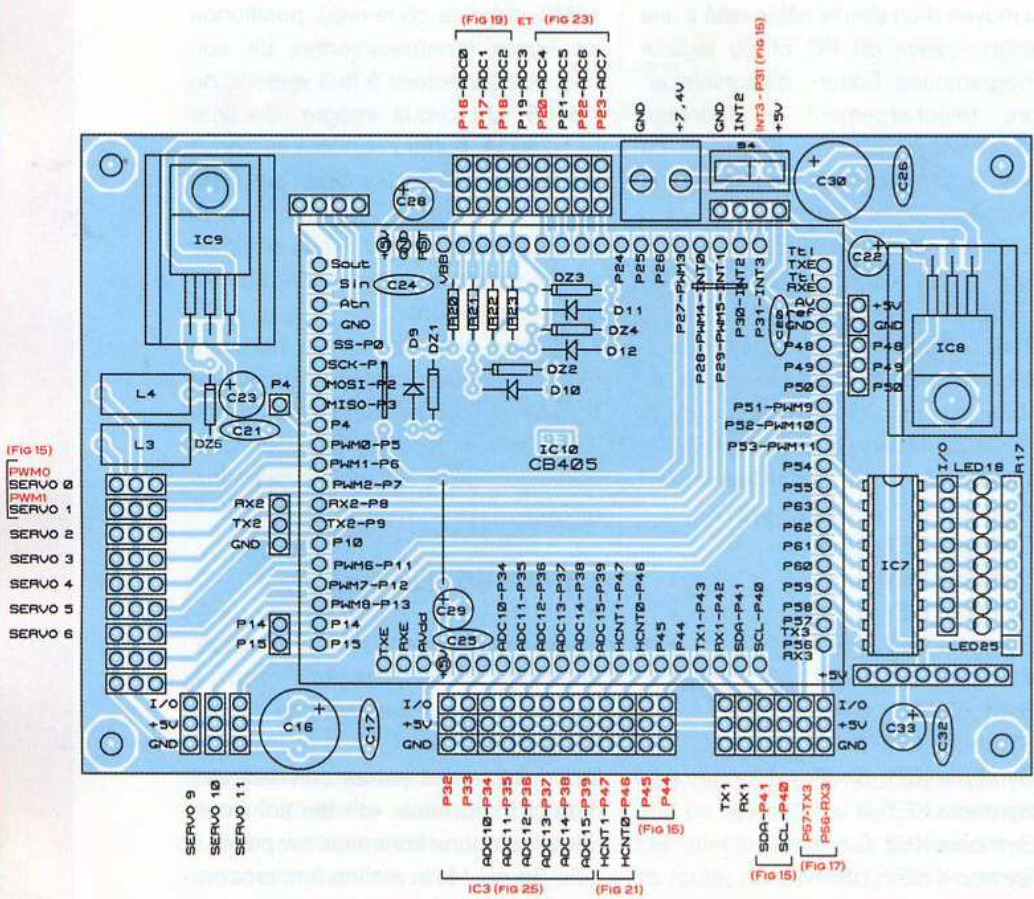 (FIG 19) ET (FIG 23)
P16-ADC0
P17-ADC1
P18-ADC2
P19-ADC3
P20-ADC4
P21-ADC5
P22-ADC6
P23-ADC7
GND
+7,4V
GND
INT2
INT3 - P31 (FIG 15)
+5V
IC9
C28
C30
C26
Sout
Sin
Atn
GND
SS-P0
SCK-P1
MOSI-P2
MISO-P3
P4
PWM0-P5
PWM1-P6
PWM2-P7
RX2-P8
TX2-P9
P10
PWM6-P11
PWM7-P12
PWM8-P13
P14
P15
+5V
GND
RST
VBB
C24
R20
R21
R22
R23
D9
DZ1
DZ3
D11
DZ4
D12
DZ2
D10
IC10
CB405
P24
P25
P26
P27-PWM3
P28-PWM4-INT0
P29-PWM5-INT1
P30-INT2
P31-INT3
C20
C22
TXE
RXE
GND
P48
P49
P50
P51-PWM9
P52-PWM10
P53-PWM11
P54
P55
P63
P62
P61
P60
P59
P58
P57
TX3
P56
RX3
+5V
GND
P48
P49
P50
IC8
L4
C23
P4
L3
DZ6
C21
(FIG 15)
PWM0
SERVO 0
PWM1
SERVO 1
SERVO 2
SERVO 3
SERVO 4
SERVO 5
SERVO 6
RX2
TX2
GND
P14
P15
I/O
LED18
R17
IC7
LED25
+5V
C29
C25
TXE
RXE
AVdd
+5V
ADC10-P34
ADC11-P35
ADC12-P36
ADC13-P37
ADC14-P38
ADC15-P39
HCNT1-P47
HCNT0-P46
P45
P44
TX1-P43
RX1-P42
SDA-P41
SCL-P40
I/O
+5V
GND
C16
C17
I/O
+5V
GND
I/O
+5V
GND
C33
C32
SERVO 9
SERVO 10
SERVO 11
P32
P33
ADC10-P34
ADC11-P35
ADC12-P36
ADC13-P37
ADC14-P38
ADC15-P39
HCNT1-P47
HCNT0-P46
P45
P44
TX1
RX1
SDA-P41
SCL-P40
P57-TX3
P56-RX3
IC3 (FIG 25)
(FIG 21)
(FIG 15)
(FIG 15)
(FIG 17)